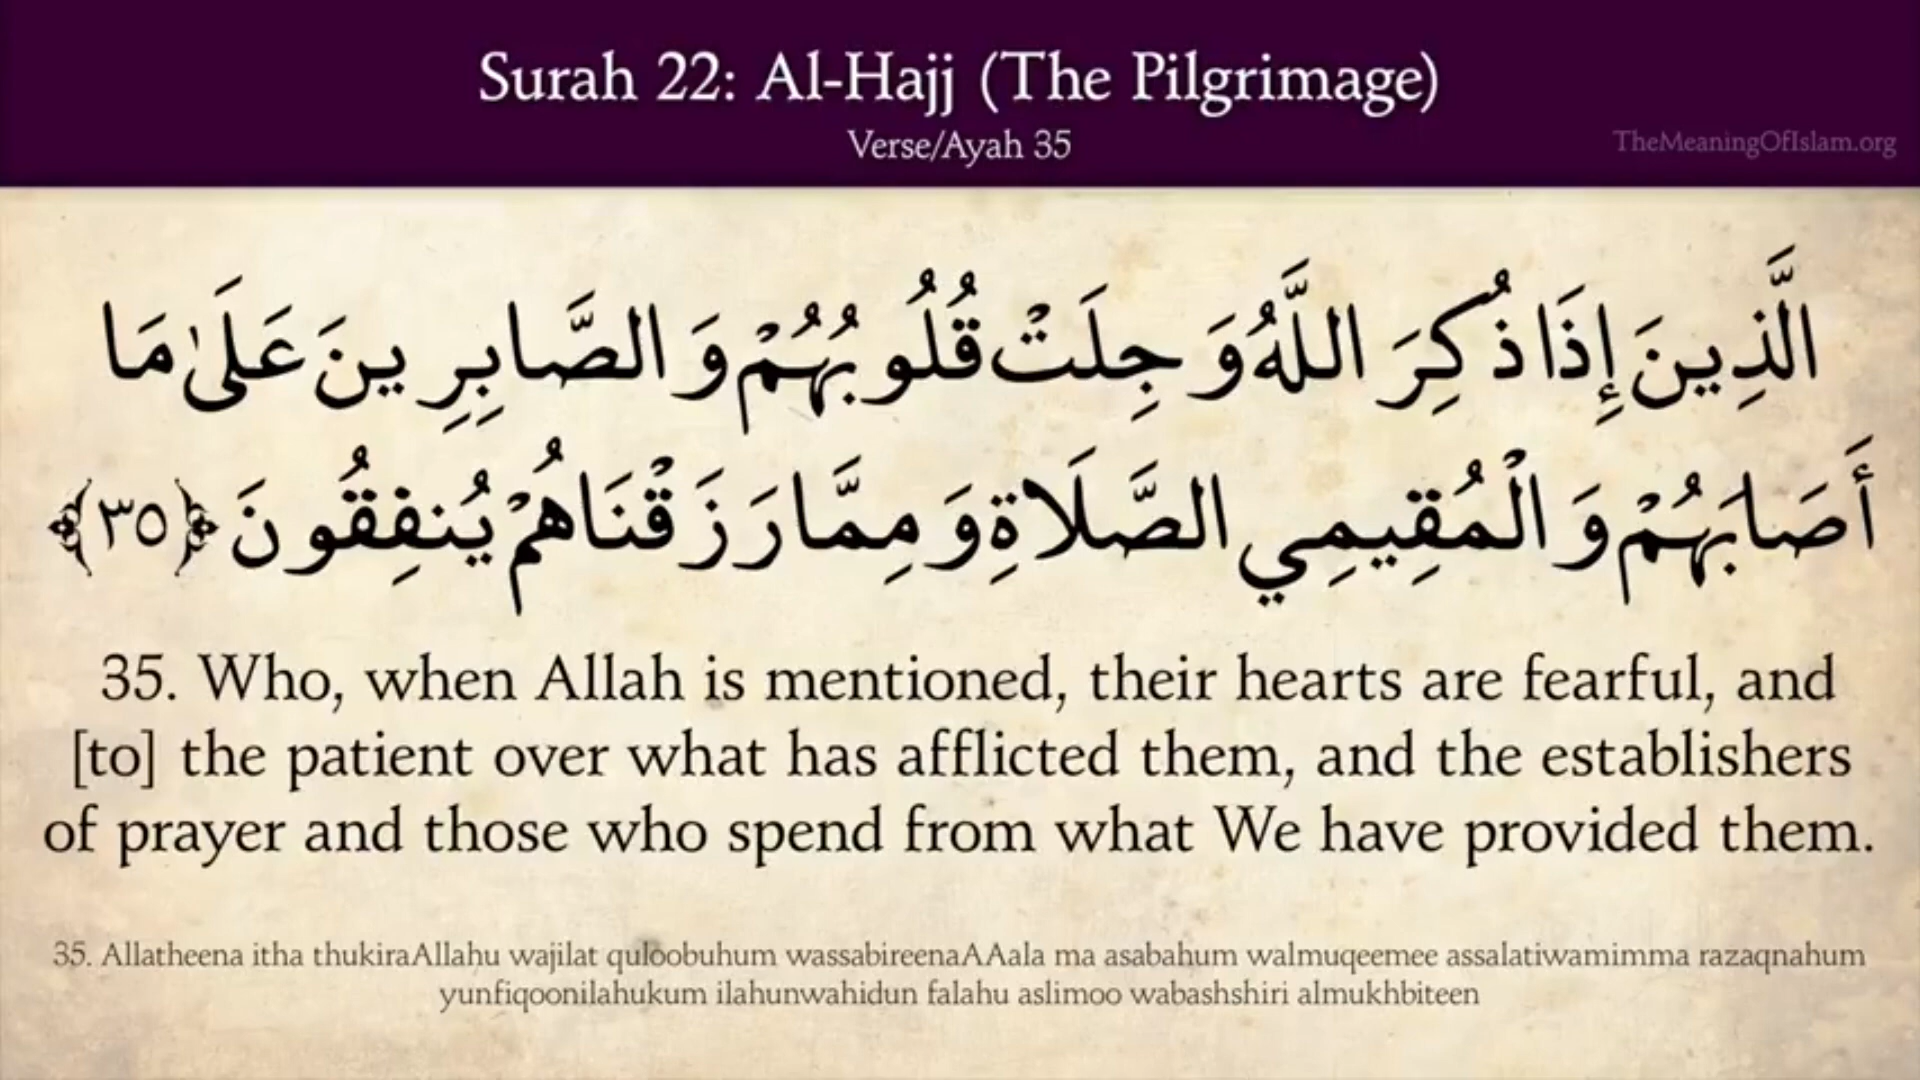 Surah 22: Al-Hajj (The Pilgrimage)
Verse/Ayah 35
TheMeaningOfIslam.org
الَّذِينَ إِذَا ذُكِرَ اللَّهُ وَجِلَتْ قُلُوبُهُمْ وَالصَّابِرِينَ عَلَىٰ مَا
أَصَابَهُمْ وَالْمُقِيمِي الصَّلَاةِ وَمِمَّا رَزَقْنَاهُمْ يُنفِقُونَ ﴿٣٥﴾
35. Who, when Allah is mentioned, their hearts are fearful, and
[to] the patient over what has afflicted them, and the establishers
of prayer and those who spend from what We have provided them.
35. Allatheena itha thukiraAllahu wajilat quloobuhum wassabireenaAAala ma asabahum walmuqeemee assalatiwamimma razaqnahum
yunfiqoonilahukum ilahunwahidun falahu aslimoo wabashshiri almukhbiteen